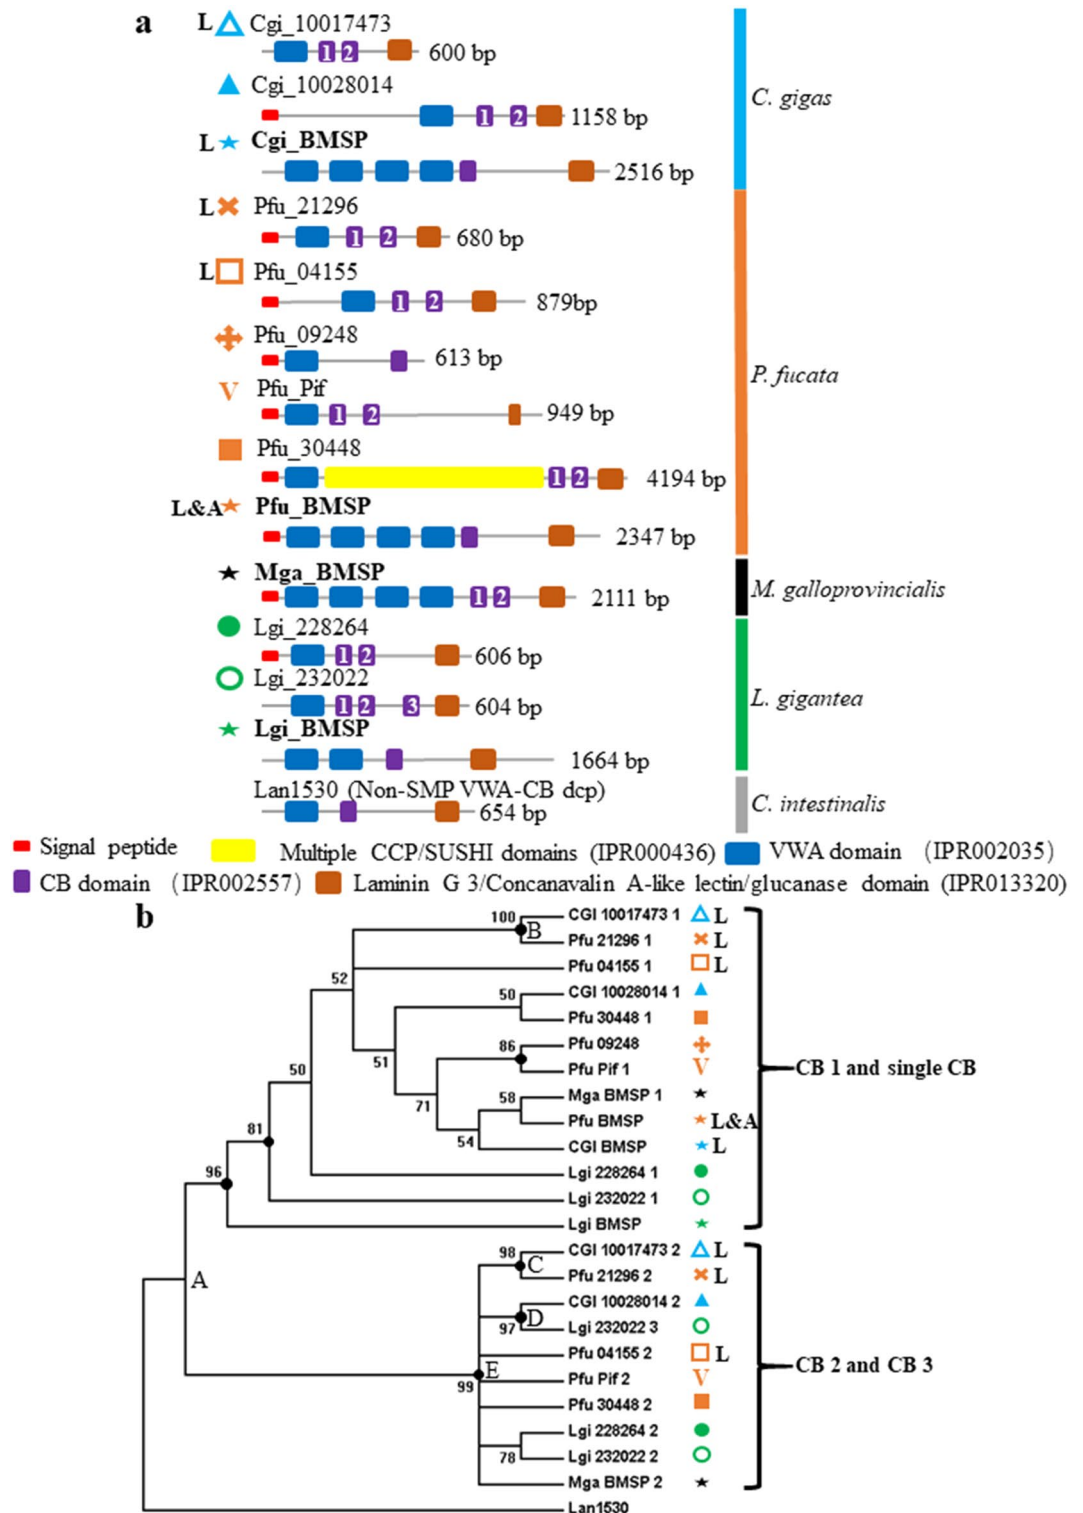 a
L Cgi_10017473
1 2 600 bp
Cgi_10028014
1 2 1158 bp
C. gigas
L Cgi_BMSP
2516 bp
L Pfu_21296
1 2 680 bp
L Pfu_04155
1 2 879bp
Pfu_09248
613 bp
P. fucata
V Pfu_Pif
1 2 949 bp
Pfu_30448
1 2 4194 bp
L&A Pfu_BMSP
2347 bp
Mga_BMSP
1 2 2111 bp
M. galloprovincialis
Lgi_228264
1 2 606 bp
Lgi_232022
1 2 3 604 bp
L. gigantea
Lgi_BMSP
1664 bp
Lan1530 (Non-SMP VWA-CB dcp)
654 bp
C. intestinalis
Signal peptide Multiple CCP/SUSHI domains (IPR000436) VWA domain (IPR002035)
CB domain (IPR002557) Laminin G 3/Concanavalin A-like lectin/glucanase domain (IPR013320)
b
100 B CGI 10017473 1 L
Pfu 21296 1 L
Pfu 04155 1 L
52
50 CGI 10028014 1
Pfu 30448 1
51
86 Pfu 09248
Pfu Pif 1 V
50
CB 1 and single CB
71
58 Mga BMSP 1
Pfu BMSP L&A
54 CGI BMSP L
81
Lgi 228264 1
96
Lgi 232022 1
Lgi BMSP
98 C CGI 10017473 2 L
Pfu 21296 2 L
A
CGI 10028014 2
97 D Lgi 232022 3
Pfu 04155 2 L
CB 2 and CB 3
E
99
Pfu Pif 2 V
Pfu 30448 2
Lgi 228264 2
78 Lgi 232022 2
Mga BMSP 2
Lan1530